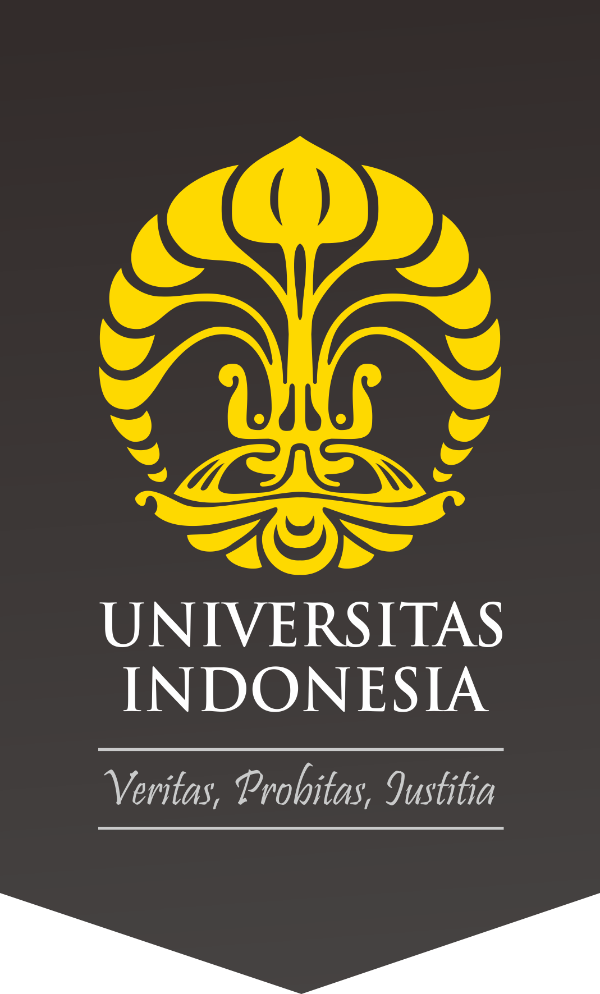 UNIVERSITAS
INDONESIA
Veritas, Probitas, Iustitia